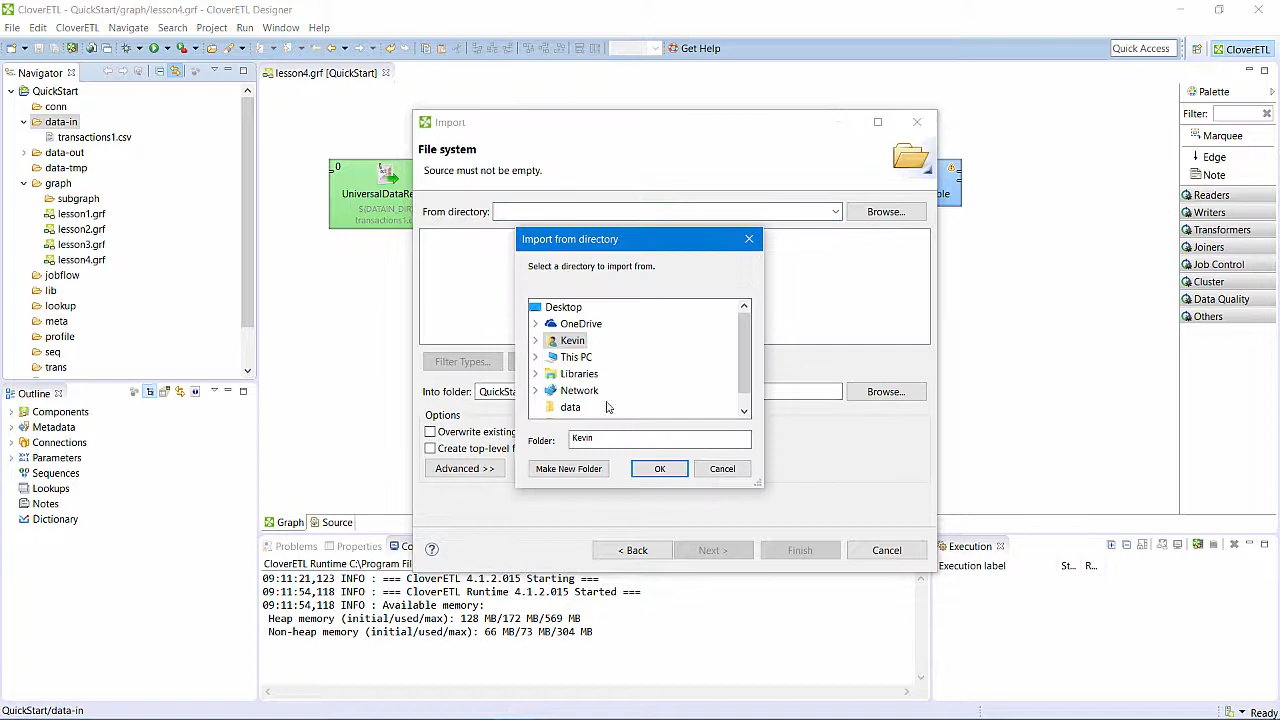 CloverETL - QuickStart/graph/lesson4.grf - CloverETL Designer
File Edit CloverETL Navigate Search Project Run Window Help
Get Help
Quick Access
CloverETL
Navigator
QuickStart
conn
data-in
transactions1.csv
data-out
data-tmp
graph
subgraph
lesson1.grf
lesson2.grf
lesson3.grf
lesson4.grf
jobflow
lib
lookup
meta
profile
seq
trans
Outline
Components
Metadata
Connections
Parameters
Sequences
Lookups
Notes
Dictionary
lesson4.grf [QuickStart]
0
UniversalDataRe
${DATAIN_DIR}
transactions1.c
ble
Import
File system
Source must not be empty.
From directory:
Browse...
Filter Types...
Into folder: QuickSta
Browse...
Options
Overwrite existing
Create top-level f
Advanced >>
< Back
Next >
Finish
Cancel
Import from directory
Select a directory to import from.
Desktop
OneDrive
Kevin
This PC
Libraries
Network
data
Folder: Kevin
Make New Folder
OK
Cancel
Palette
Filter:
Marquee
Edge
Note
Readers
Writers
Transformers
Joiners
Job Control
Cluster
Data Quality
Others
Graph Source
Problems Properties Co
CloverETL Runtime C:\Program Fil
09:11:21,123 INFO : === CloverETL 4.1.2.015 Starting ===
09:11:54,118 INFO : === CloverETL Runtime 4.1.2.015 Started ===
09:11:54,118 INFO : Available memory:
Heap memory (initial/used/max): 128 MB/172 MB/569 MB
Non-heap memory (initial/used/max): 66 MB/73 MB/304 MB
Execution
Execution label St... R...
QuickStart/data-in
Ready